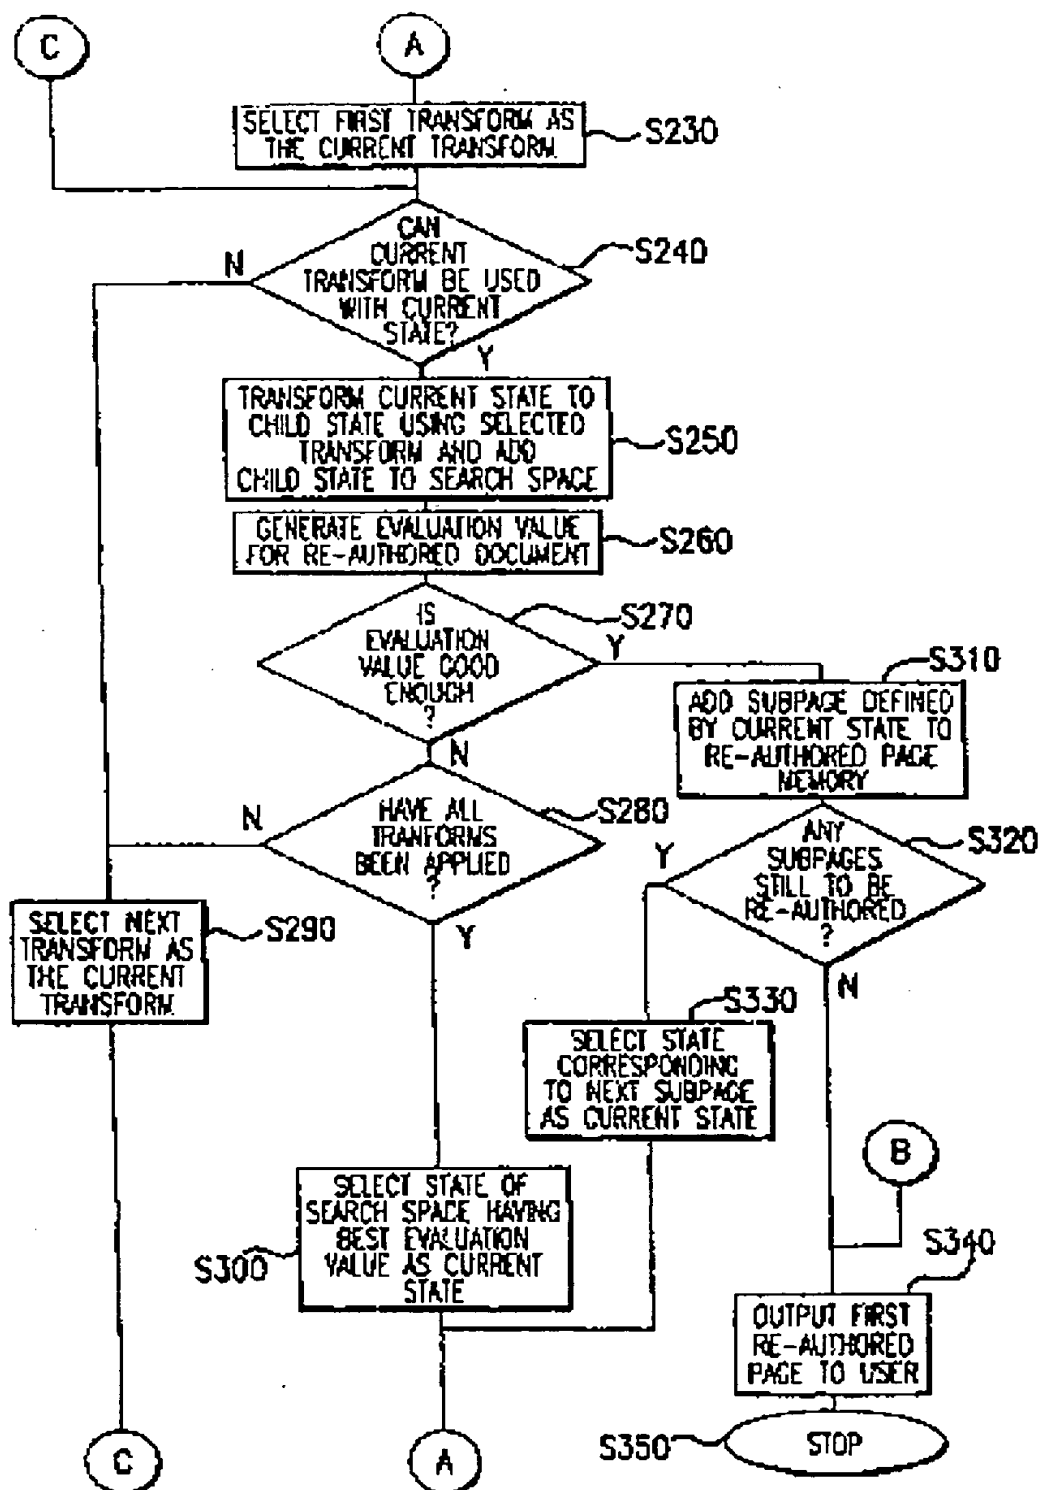 C
A
SELECT FIRST TRANSFORM AS
THE CURRENT TRANSFORM
S230
CAN
CURRENT
TRANSFORM BE USED
WITH CURRENT
STATE?
S240
N
Y
TRANSFORM CURRENT STATE TO
CHILD STATE USING SELECTED
TRANSFORM AND ADD
CHILD STATE TO SEARCH SPACE
S250
GENERATE EVALUATION VALUE
FOR RE-AUTHORED DOCUMENT
S260
IS
EVALUATION
VALUE GOOD
ENOUGH
?
S270
Y
N
S310
ADD SUBPAGE DEFINED
BY CURRENT STATE TO
RE-AUTHORED PAGE
MEMORY
HAVE ALL
TRANFORMS
BEEN APPLIED
?
S280
N
Y
ANY
SUBPAGES
STILL TO BE
RE-AUTHORED
?
S320
Y
N
SELECT NEXT
TRANSFORM AS
THE CURRENT
TRANSFORM
S290
S330
SELECT STATE
CORRESPONDING
TO NEXT SUBPAGE
AS CURRENT STATE
B
SELECT STATE OF
SEARCH SPACE HAVING
BEST EVALUATION
VALUE AS CURRENT
STATE
S300
S340
OUTPUT FIRST
RE-AUTHORED
PAGE TO USER
S350
STOP
C
A